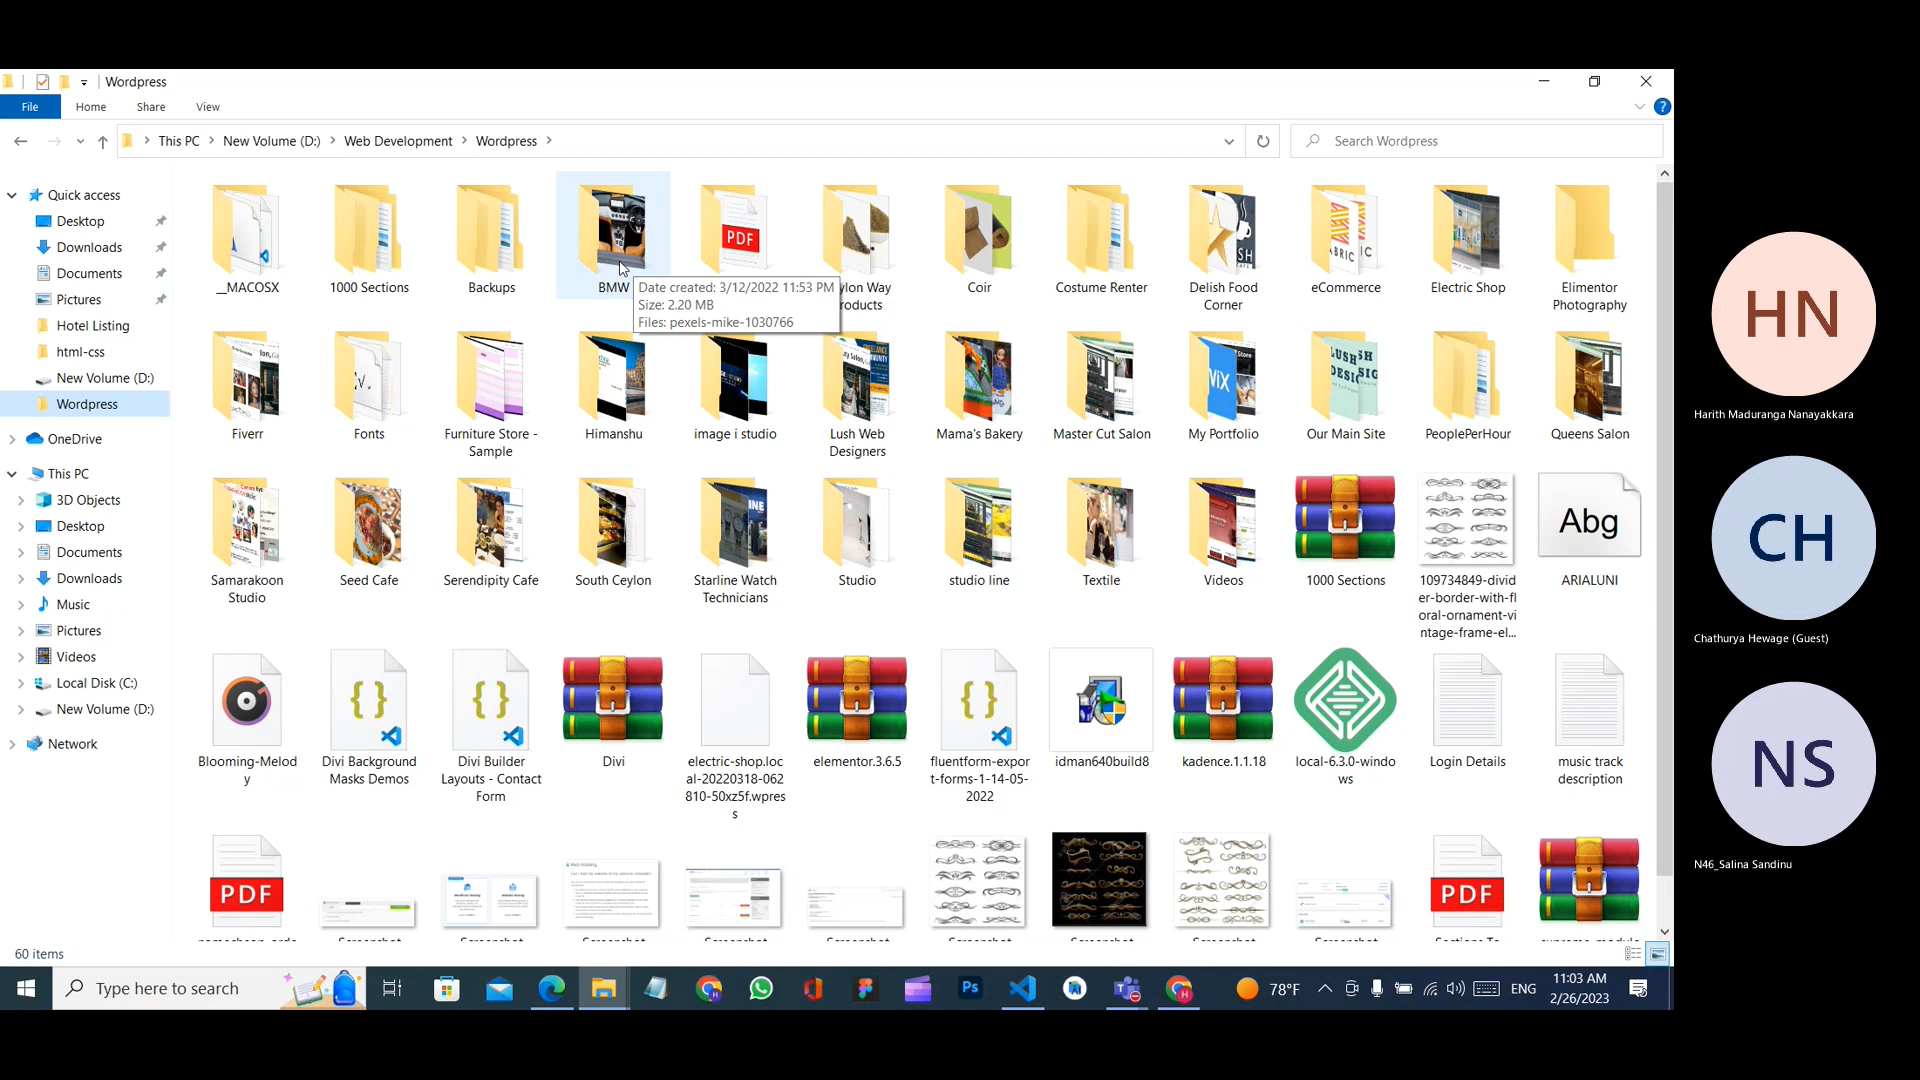 Wordpress
File
Home
Share
View
This PC
New Volume (D:)
Web Development
Wordpress
Search Wordpress
Quick access
Desktop
Downloads
Documents
Pictures
Hotel Listing
html-css
New Volume (D:)
Wordpress
OneDrive
This PC
3D Objects
Desktop
Documents
Downloads
Music
Pictures
Videos
Local Disk (C:)
New Volume (D:)
Network
__MACOSX
1000 Sections
Backups
BMW
Date created: 3/12/2022 11:53 PM
Size: 2.20 MB
Files: pexels-mike-1030766
PDF
ylon Way
roducts
Coir
Costume Renter
Delish Food
Corner
eCommerce
Electric Shop
Elimentor
Photography
Fiverr
Fonts
Furniture Store -
Sample
Himanshu
image i studio
Lush Web
Designers
Mama's Bakery
Master Cut Salon
My Portfolio
Our Main Site
PeoplePerHour
Queens Salon
Samarakoon
Studio
Seed Cafe
Serendipity Cafe
South Ceylon
Starline Watch
Technicians
Studio
studio line
Textile
Videos
1000 Sections
109734849-divid
er-border-with-fl
oral-ornament-vi
ntage-frame-el...
Abg
ARIALUNI
Blooming-Melod
y
Divi Background
Masks Demos
Divi Builder
Layouts - Contact
Form
Divi
electric-shop.loc
al-20220318-062
810-50xz5f.wpres
s
elementor.3.6.5
fluentform-expor
t-forms-1-14-05-
2022
idman640build8
kadence.1.1.18
local-6.3.0-windo
ws
Login Details
music track
description
PDF
PDF
60 items
Type here to search
78°F
ENG
11:03 AM
2/26/2023
HN
Harith Maduranga Nanayakkara
CH
Chathurya Hewage (Guest)
NS
N46_Salina Sandinu